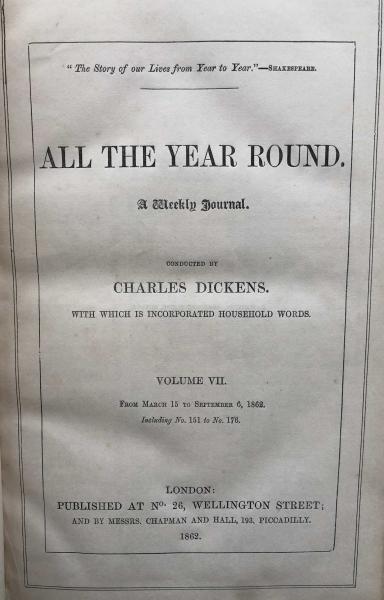 "The Story of our Lives from Year to Year."—SHAKESPEARE.
ALL THE YEAR ROUND.
A Weekly Journal.
CONDUCTED BY
CHARLES DICKENS.
WITH WHICH IS INCORPORATED HOUSEHOLD WORDS.
VOLUME VII.
FROM MARCH 15 TO SEPTEMBER 6, 1862.
Including No. 151 to No. 176.
LONDON:
PUBLISHED AT No. 26, WELLINGTON STREET;
AND BY MESSRS. CHAPMAN AND HALL, 193, PICCADILLY.
1862.